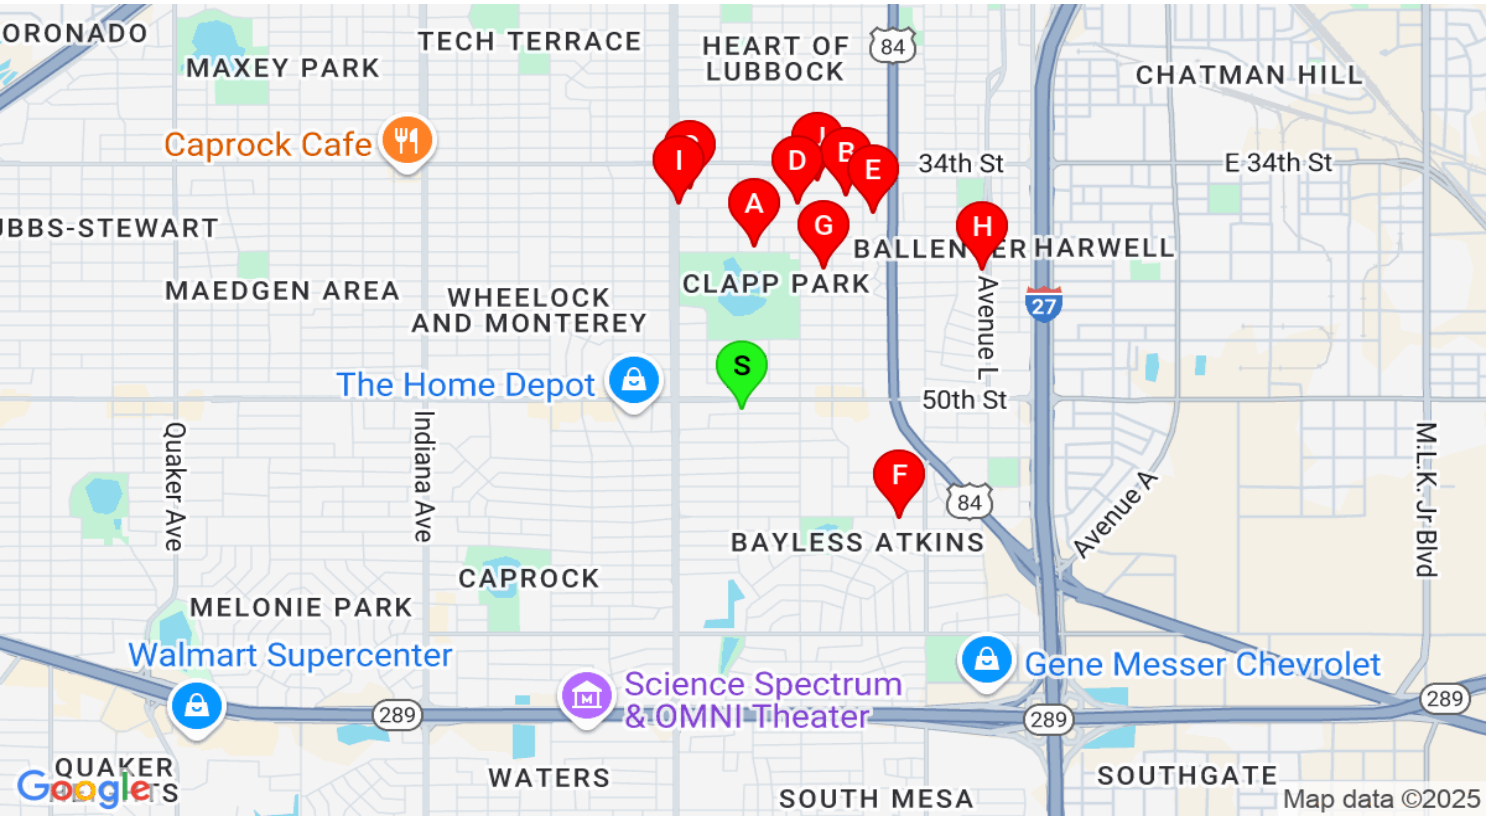 ORONADO
MAXEY PARK
TECH TERRACE
HEART OF
LUBBOCK
84
CHATMAN HILL
Caprock Cafe
I
D
J
B
E
34th St
E 34th St
A
G
H
UBBS-STEWART
BALLENGER
HARWELL
MAEDGEN AREA
WHEELOCK
AND MONTEREY
CLAPP PARK
27
Avenue L
S
The Home Depot
50th St
Quaker Ave
Indiana Ave
F
84
Avenue A
M.L.K. Jr Blvd
BAYLESS ATKINS
CAPROCK
MELONIE PARK
Walmart Supercenter
Gene Messer Chevrolet
Science Spectrum
& OMNI Theater
289
289
289
QUAKER
Google
WATERS
SOUTH MESA
SOUTHGATE
Map data ©2025